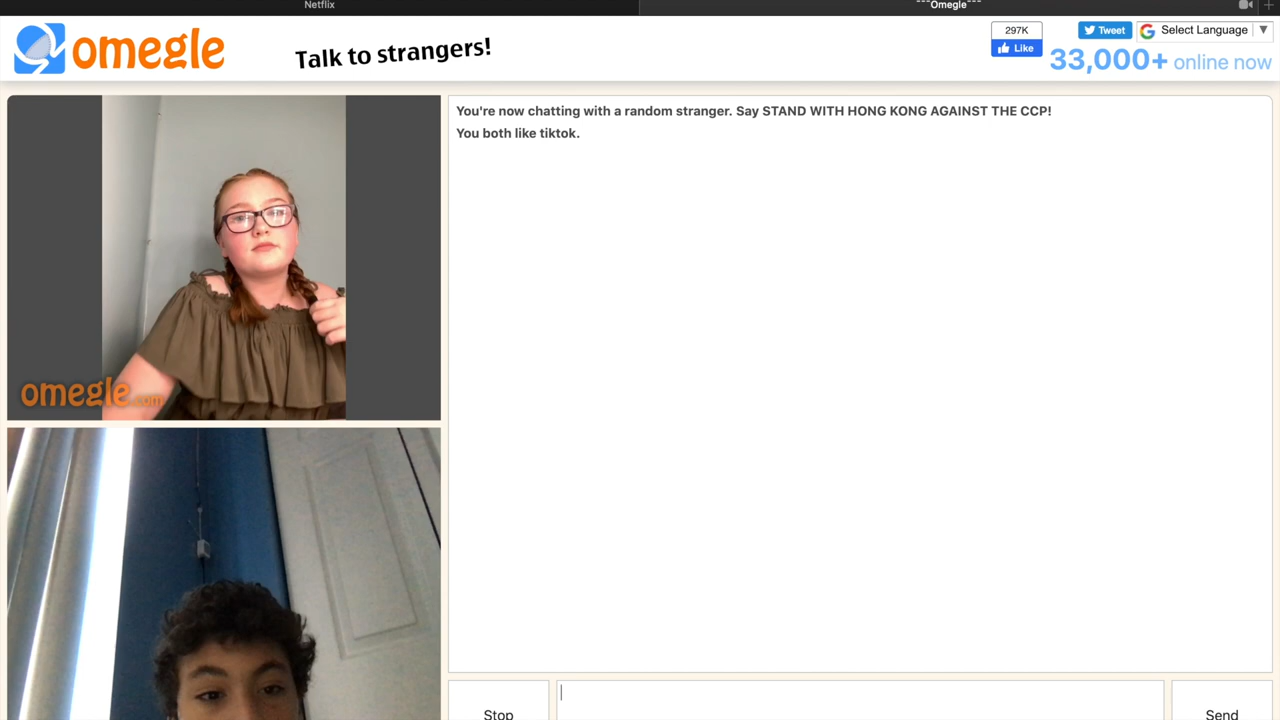 Netflix
Omegle
omegle
Talk to strangers!
297K
Like
Tweet
Select Language
33,000+ online now
omegle.com
You're now chatting with a random stranger. Say STAND WITH HONG KONG AGAINST THE CCP!
You both like tiktok.
Stop
Send